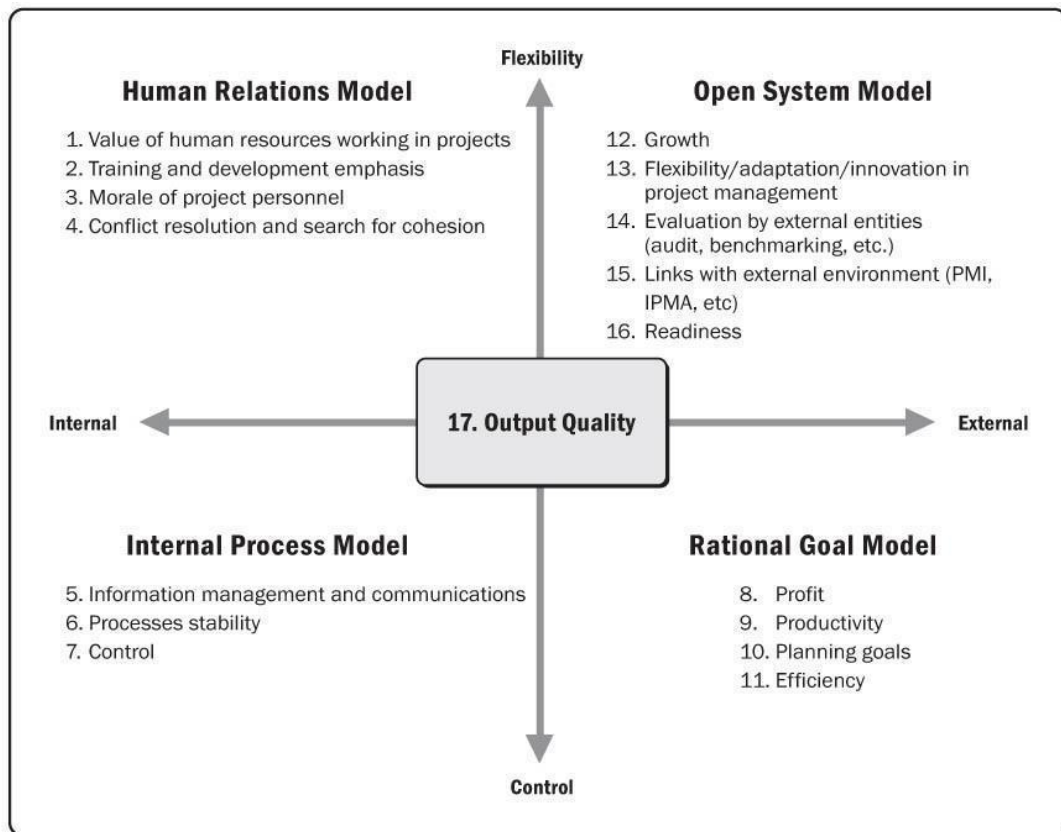 Flexibility
Human Relations Model
1. Value of human resources working in projects
2. Training and development emphasis
3. Morale of project personnel
4. Conflict resolution and search for cohesion
Open System Model
12. Growth
13. Flexibility/adaptation/innovation in
project management
14. Evaluation by external entities
(audit, benchmarking, etc.)
15. Links with external environment (PMI,
IPMA, etc)
16. Readiness
Internal
17. Output Quality
External
Internal Process Model
5. Information management and communications
6. Processes stability
7. Control
Rational Goal Model
8. Profit
9. Productivity
10. Planning goals
11. Efficiency
Control